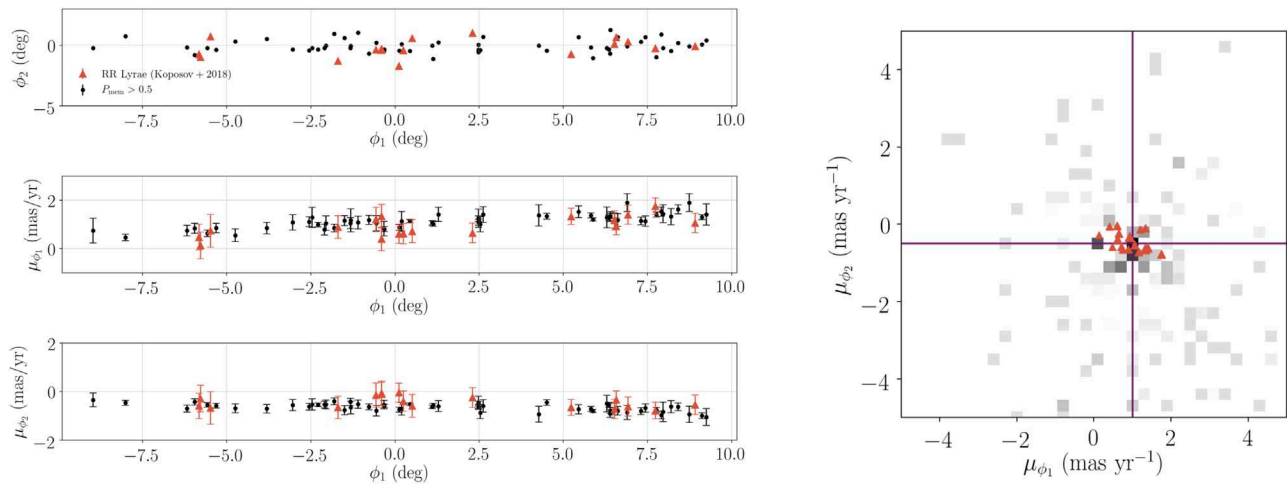 0
−5
ϕ2 (deg)
RR Lyrae (Koposov + 2018)
Pmem > 0.5
−7.5 −5.0 −2.5 0.0 2.5 5.0 7.5 10.0
ϕ1 (deg)
2
0
μϕ1 (mas/yr)
−7.5 −5.0 −2.5 0.0 2.5 5.0 7.5 10.0
ϕ1 (deg)
0
−2
μϕ2 (mas/yr)
−7.5 −5.0 −2.5 0.0 2.5 5.0 7.5 10.0
ϕ1 (deg)
4
2
0
−2
−4
μϕ2 (mas yr−1)
−4 −2 0 2 4
μϕ1 (mas yr−1)